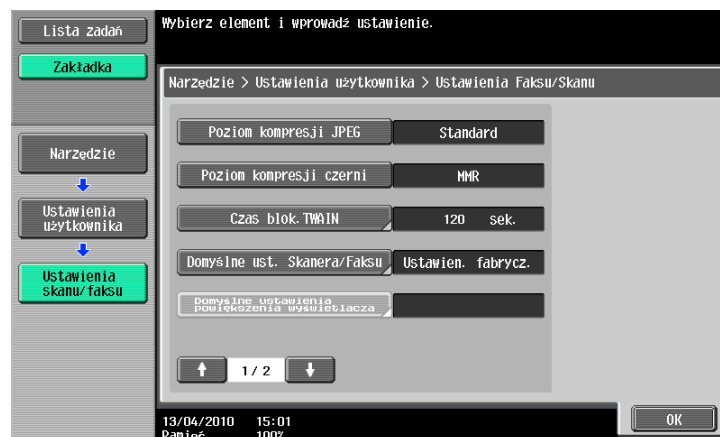 Lista zadań
Wybierz element i wprowadź ustawienie.
Zakładka
Narzędzie > Ustawienia użytkownika > Ustawienia Faksu/Skanu
Poziom kompresji JPEG Standard
Narzędzie
Poziom kompresji czerni MMR
Ustawienia
użytkownika
Czas blok.TWAIN 120 sek.
Domyślne ust. Skanera/Faksu Ustawien. fabrycz.
Ustawienia
skanu/faksu
Domyślne ustawienia
powiększenia wyświetlacza
1/ 2
13/04/2010 15:01
Pamięć 100%
OK